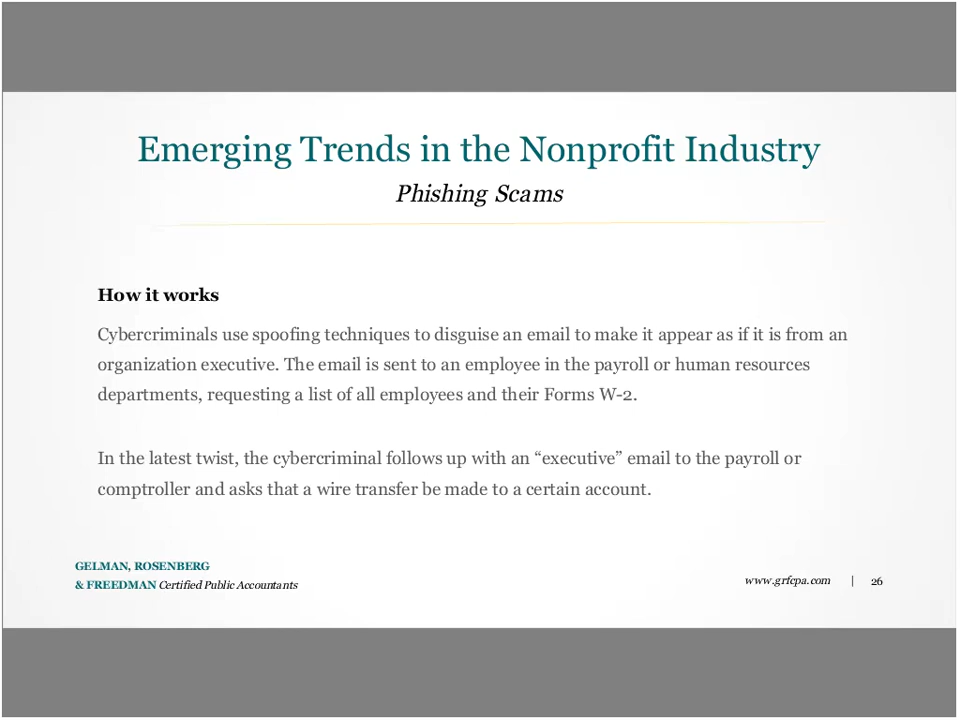 Emerging Trends in the Nonprofit Industry
Phishing Scams
How it works
Cybercriminals use spoofing techniques to disguise an email to make it appear as if it is from an
organization executive. The email is sent to an employee in the payroll or human resources
departments, requesting a list of all employees and their Forms W-2.
In the latest twist, the cybercriminal follows up with an “executive” email to the payroll or
comptroller and asks that a wire transfer be made to a certain account.
GELMAN, ROSENBERG
& FREEDMAN Certified Public Accountants
www.grfcpa.com | 26